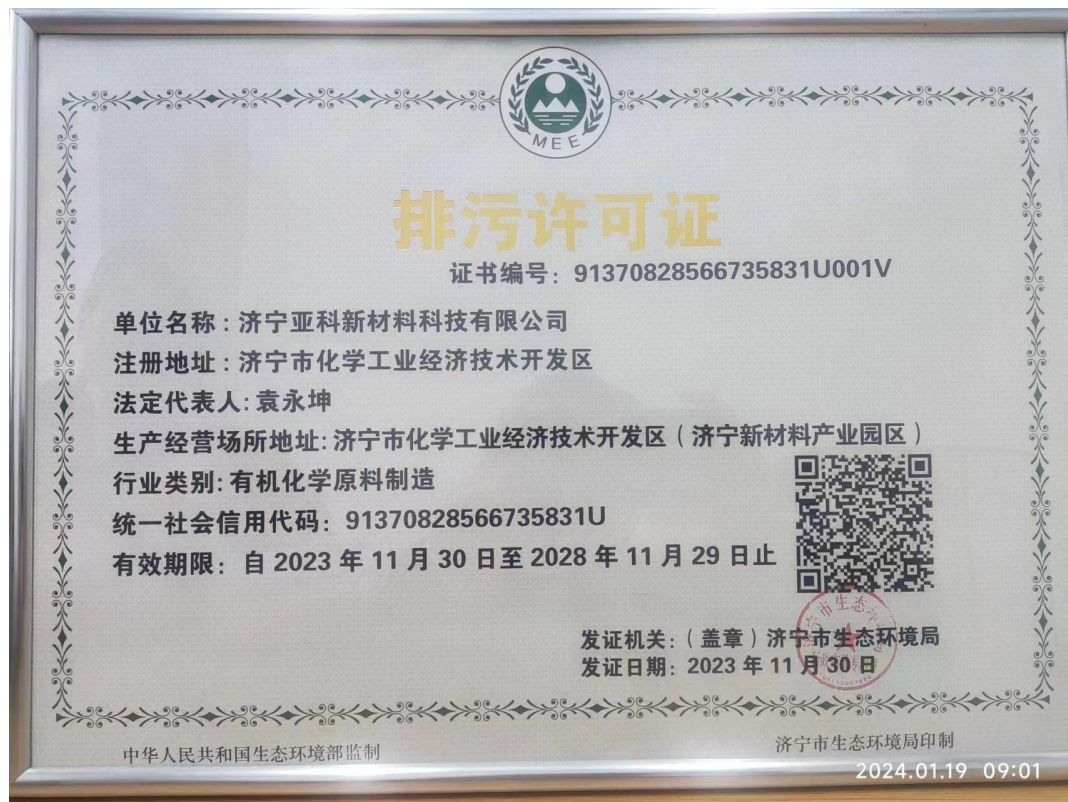 MEE
排污许可证
证书编号：91370828566735831U001V
单位名称：济宁亚科新材料科技有限公司
注册地址：济宁市化学工业经济技术开发区
法定代表人：袁永坤
生产经营场所地址：济宁市化学工业经济技术开发区（济宁新材料产业园区）
行业类别：有机化学原料制造
统一社会信用代码：91370828566735831U
有效期限：自 2023 年 11 月 30 日至 2028 年 11 月 29 日止
发证机关：（盖章）济宁市生态环境局
发证日期：2023 年 11 月 30 日
中华人民共和国生态环境部监制
济宁市生态环境局印制
2024.01.19 09:01